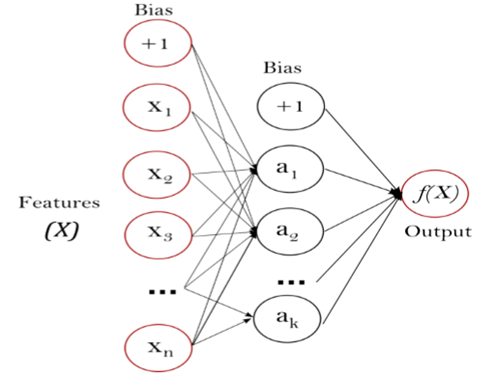 Bias
+1
x1
x2
x3
...
xn
Features
(X)
Bias
+1
a1
a2
...
ak
f(X)
Output